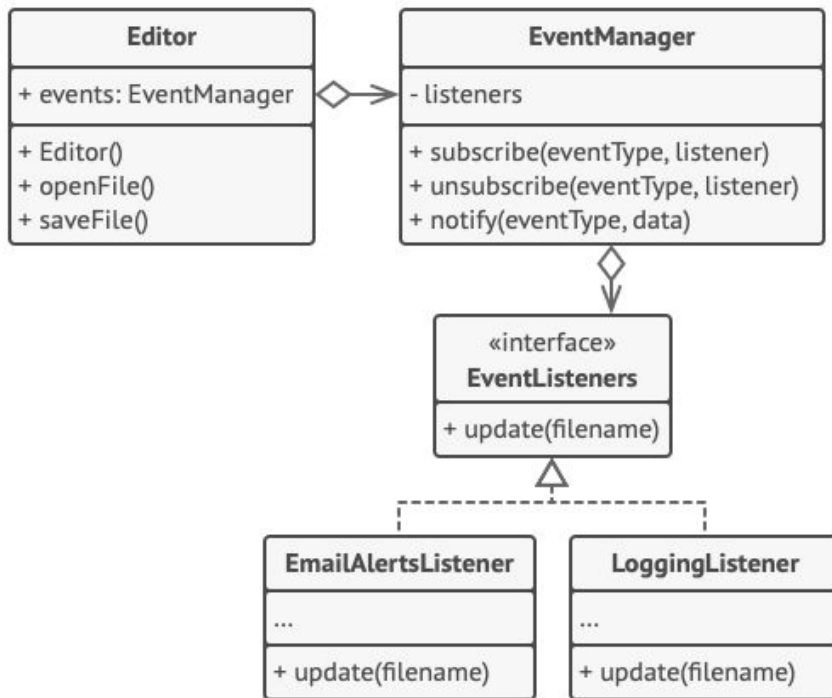 Editor
+ events: EventManager
+ Editor()
+ openFile()
+ saveFile()
EventManager
- listeners
+ subscribe(eventType, listener)
+ unsubscribe(eventType, listener)
+ notify(eventType, data)
«interface»
EventListeners
+ update(filename)
EmailAlertsListener
...
+ update(filename)
LoggingListener
...
+ update(filename)